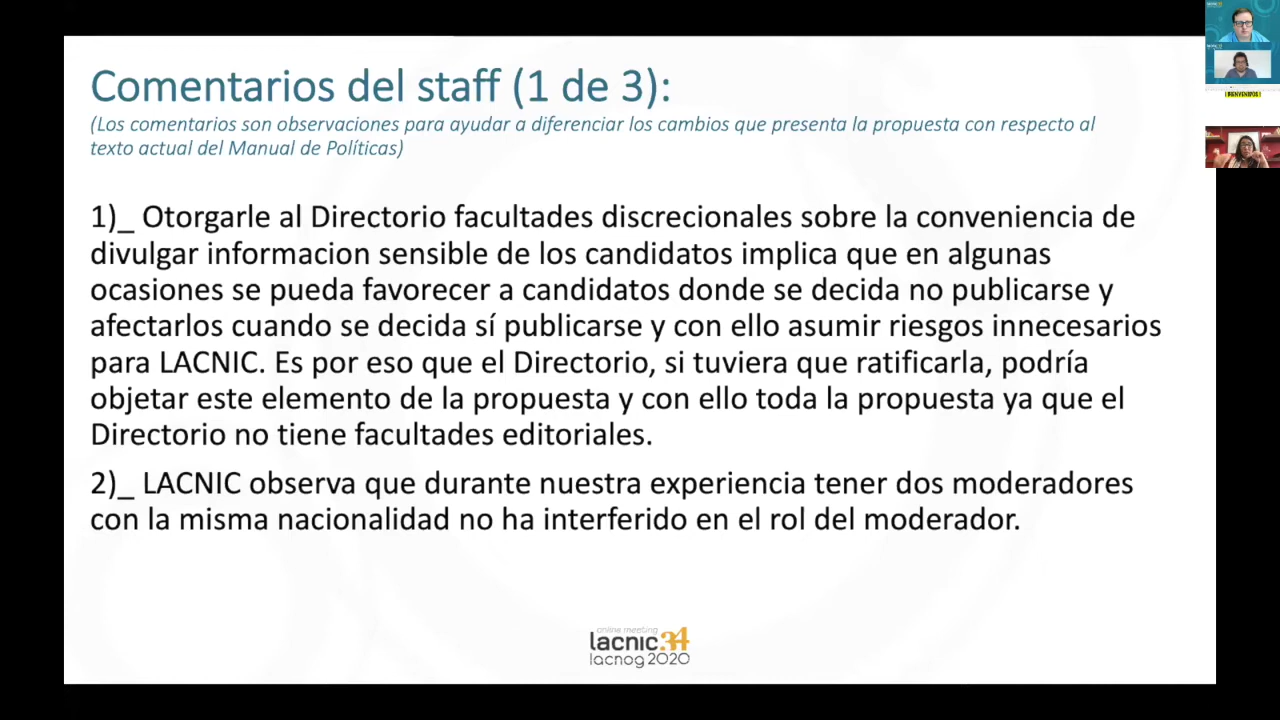 Comentarios del staff (1 de 3):
(Los comentarios son observaciones para ayudar a diferenciar los cambios que presenta la propuesta con respecto al
texto actual del Manual de Políticas)
1)_ Otorgarle al Directorio facultades discrecionales sobre la conveniencia de
divulgar informacion sensible de los candidatos implica que en algunas
ocasiones se pueda favorecer a candidatos donde se decida no publicarse y
afectarlos cuando se decida sí publicarse y con ello asumir riesgos innecesarios
para LACNIC. Es por eso que el Directorio, si tuviera que ratificarla, podría
objetar este elemento de la propuesta y con ello toda la propuesta ya que el
Directorio no tiene facultades editoriales.
2)_ LACNIC observa que durante nuestra experiencia tener dos moderadores
con la misma nacionalidad no ha interferido en el rol del moderador.
online meeting
lacnic34
lacnog2020
¡BIENVENIDOS!